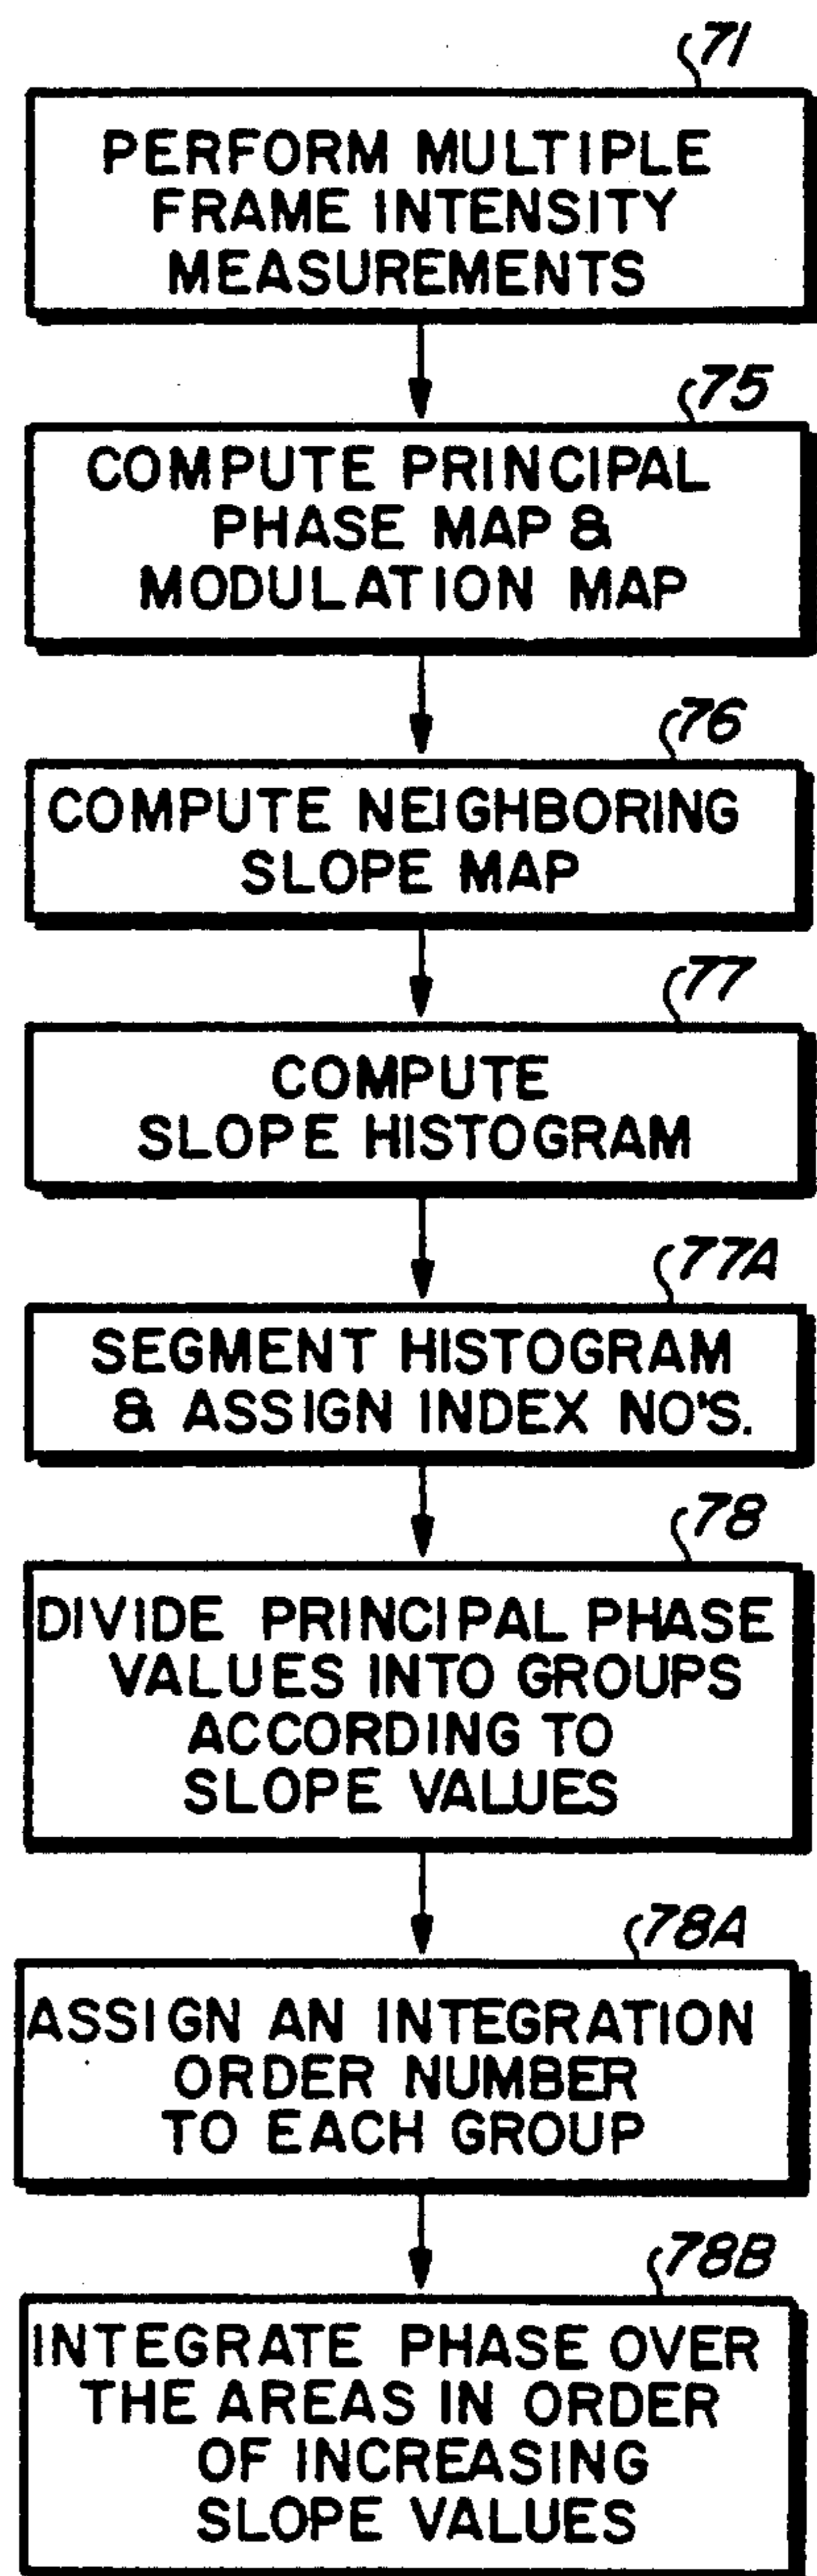 71
PERFORM MULTIPLE
FRAME INTENSITY
MEASUREMENTS
75
COMPUTE PRINCIPAL
PHASE MAP &
MODULATION MAP
76
COMPUTE NEIGHBORING
SLOPE MAP
77
COMPUTE
SLOPE HISTOGRAM
77A
SEGMENT HISTOGRAM
& ASSIGN INDEX NO'S.
78
DIVIDE PRINCIPAL PHASE
VALUES INTO GROUPS
ACCORDING TO
SLOPE VALUES
78A
ASSIGN AN INTEGRATION
ORDER NUMBER
TO EACH GROUP
78B
INTEGRATE PHASE OVER
THE AREAS IN ORDER
OF INCREASING
SLOPE VALUES